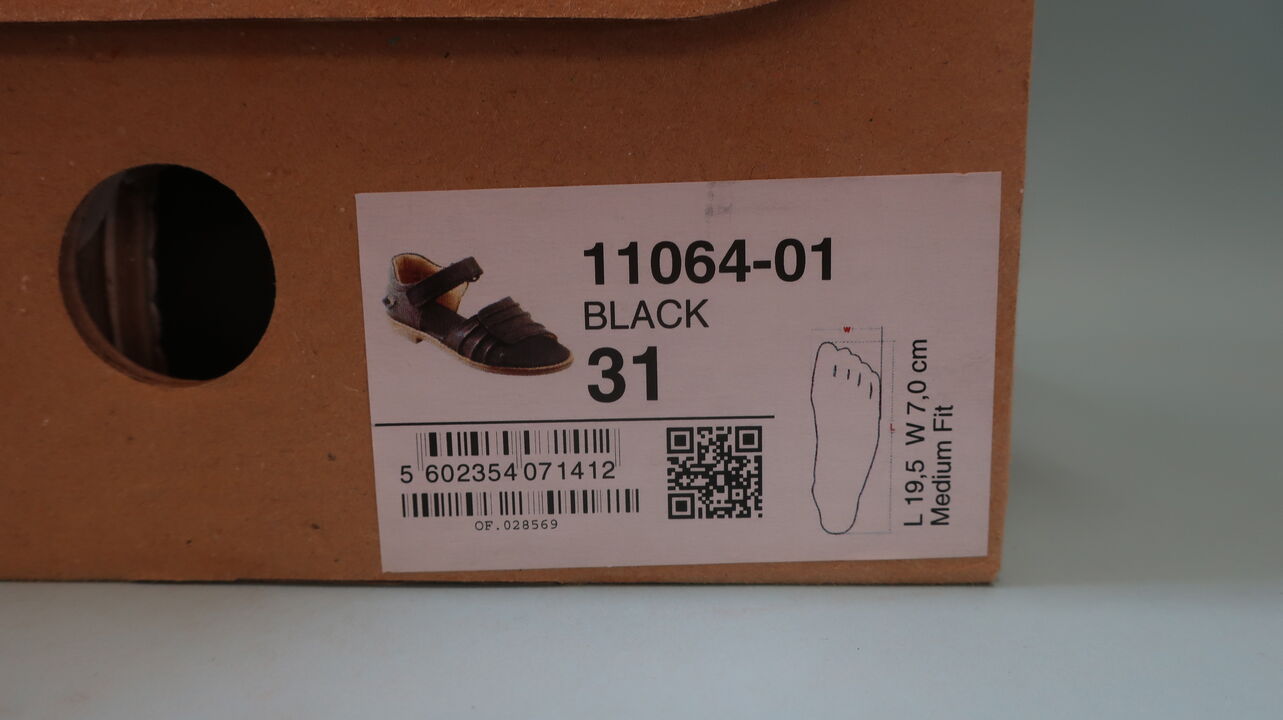 11064-01
BLACK
31
5 602354 071412
OF.028569
W
L
L 19,5 W 7,0 cm
Medium Fit